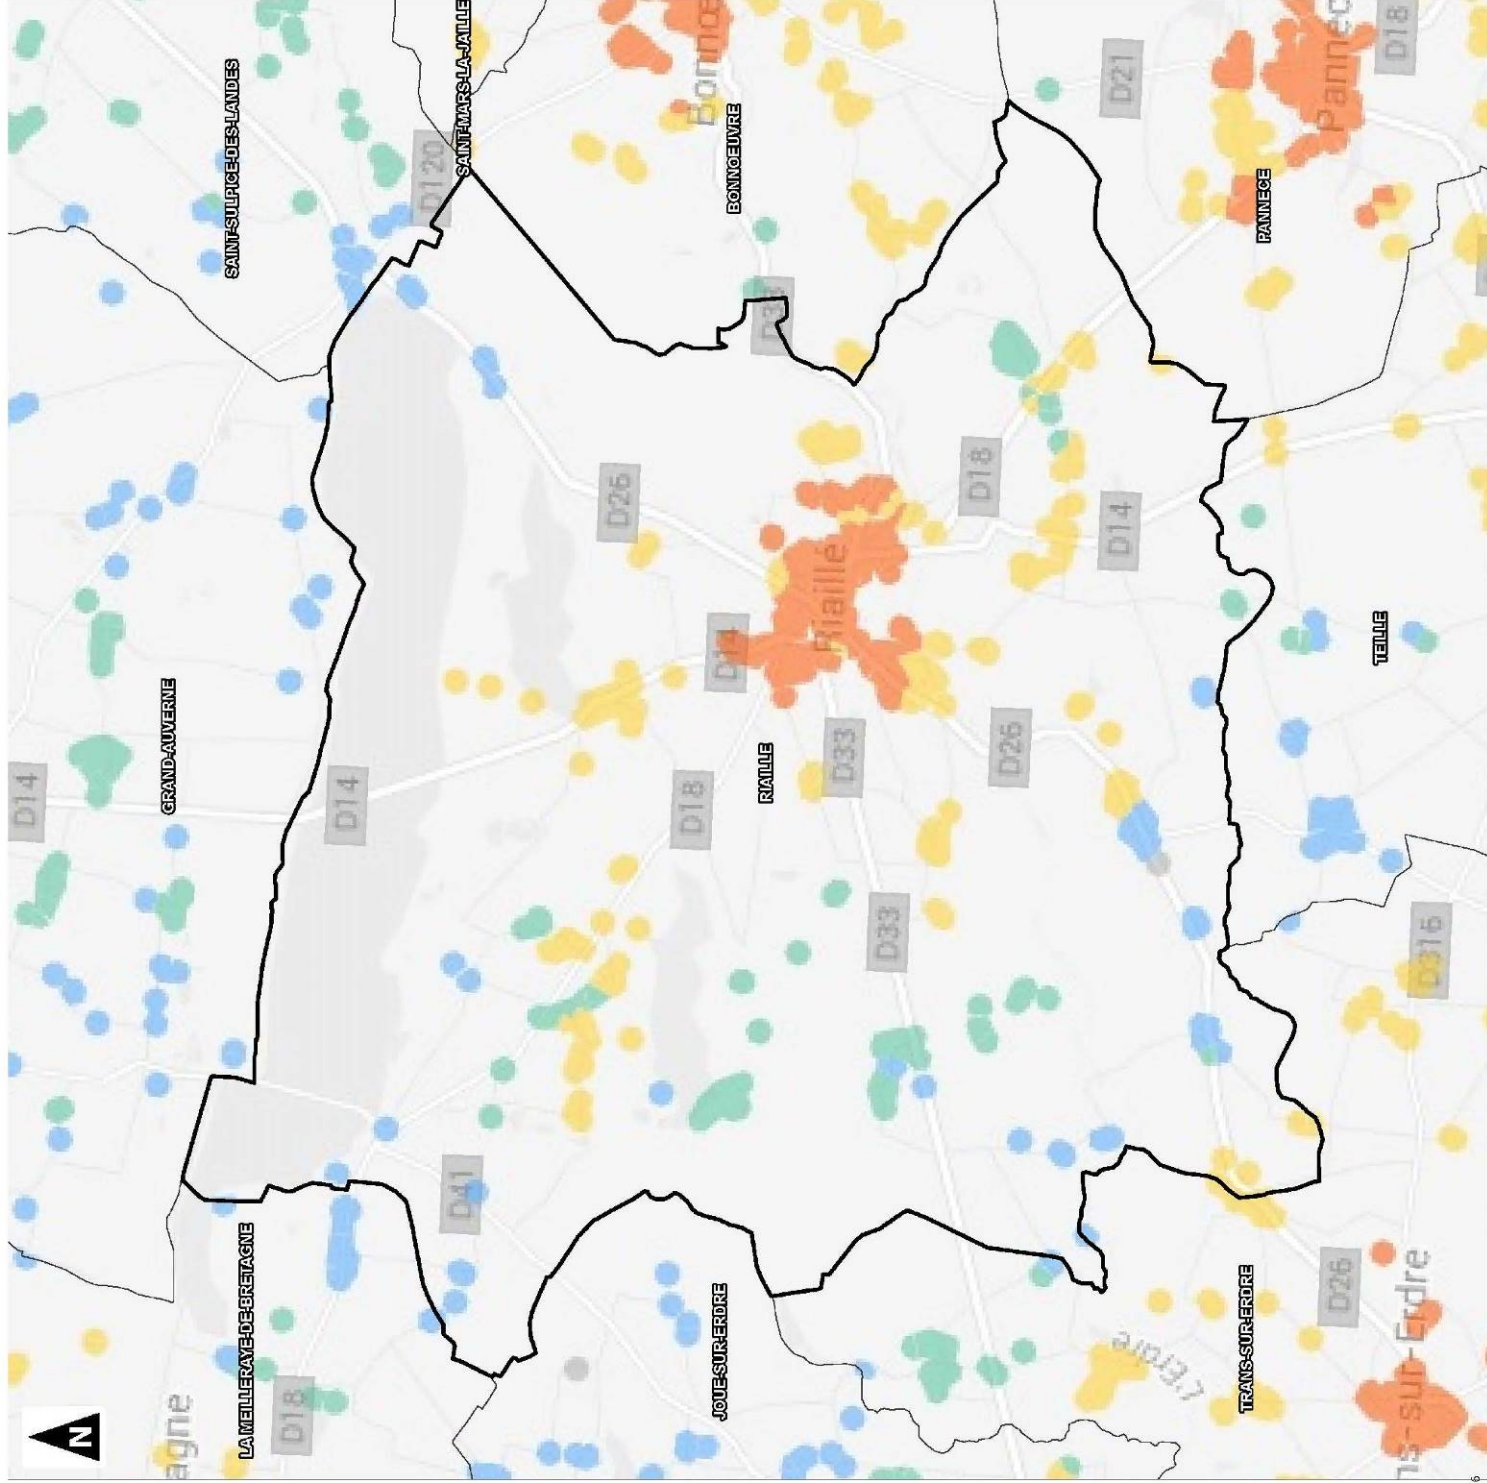 D14
N
GRAND-AUVERNE
agne
SAINT-SULPICE-DES-LANDES
LA MEILLERAYE-DE-BRETAGNE
D18
D14
D120
D41
SAINT-MARS-LA-JAILLE
D26
D18
Bonnœ
JOUE-SUR-ERDRE
D14
BONNOEUVRE
RIAILLE
D33
Riaillé
D33
D33
D18
D26
D14
D21
L'Erdre
TRANS-SUR-ERDRE
PANNECE
Pannec
D26
TEILLE
D18
ns-sur-Erdre
D316